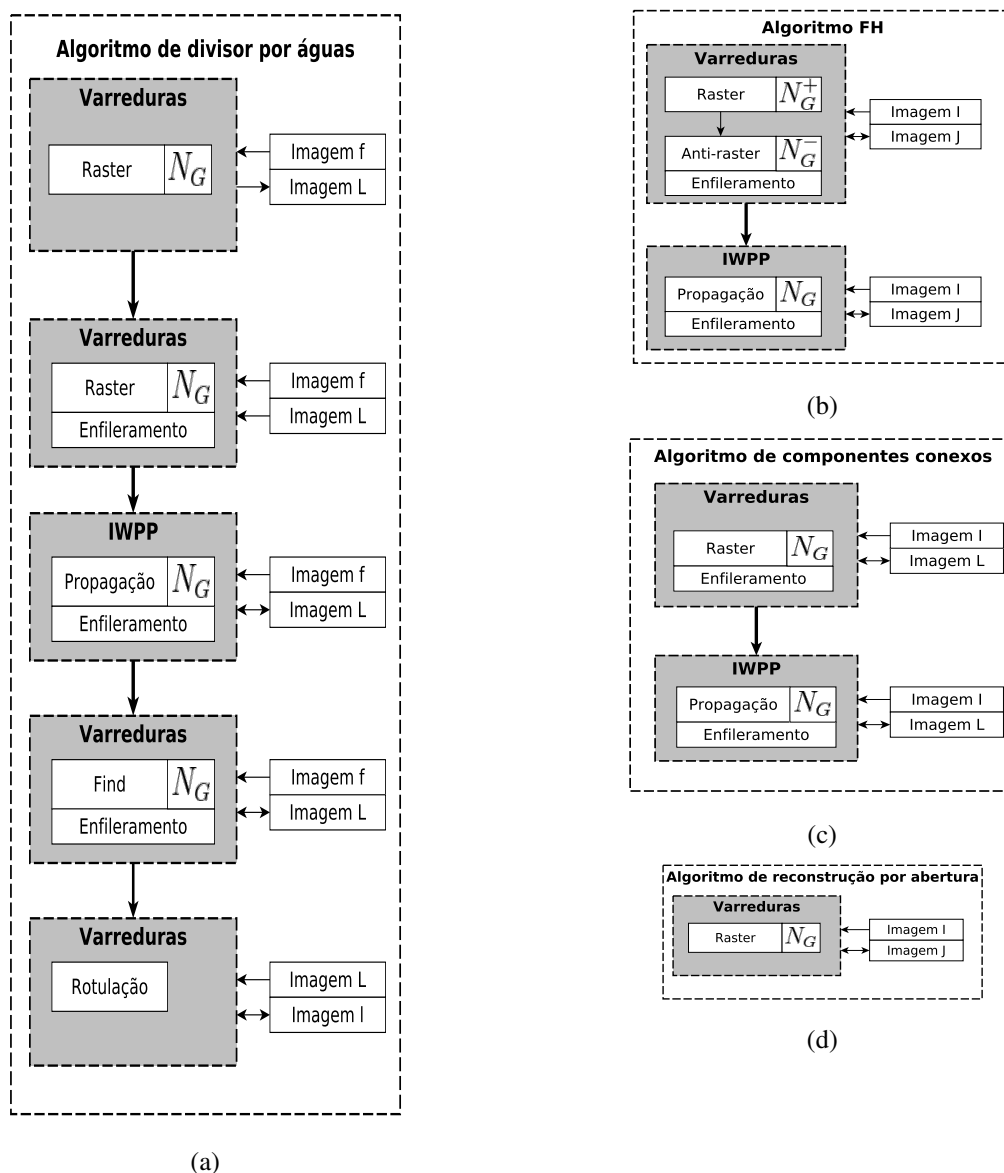 Algoritmo de divisor por águas
Varreduras
Raster N_G
Imagem f
Imagem L
Varreduras
Raster N_G
Enfileramento
Imagem f
Imagem L
IWPP
Propagação N_G
Enfileramento
Imagem f
Imagem L
Varreduras
Find N_G
Enfileramento
Imagem f
Imagem L
Varreduras
Rotulação
Imagem L
Imagem I
(a)
Algoritmo FH
Varreduras
Raster N_G^+
Anti-raster N_G^-
Enfileramento
Imagem I
Imagem J
IWPP
Propagação N_G
Enfileramento
Imagem I
Imagem J
(b)
Algoritmo de componentes conexos
Varreduras
Raster N_G
Enfileramento
Imagem I
Imagem L
IWPP
Propagação N_G
Enfileramento
Imagem I
Imagem L
(c)
Algoritmo de reconstrução por abertura
Varreduras
Raster N_G
Imagem I
Imagem J
(d)